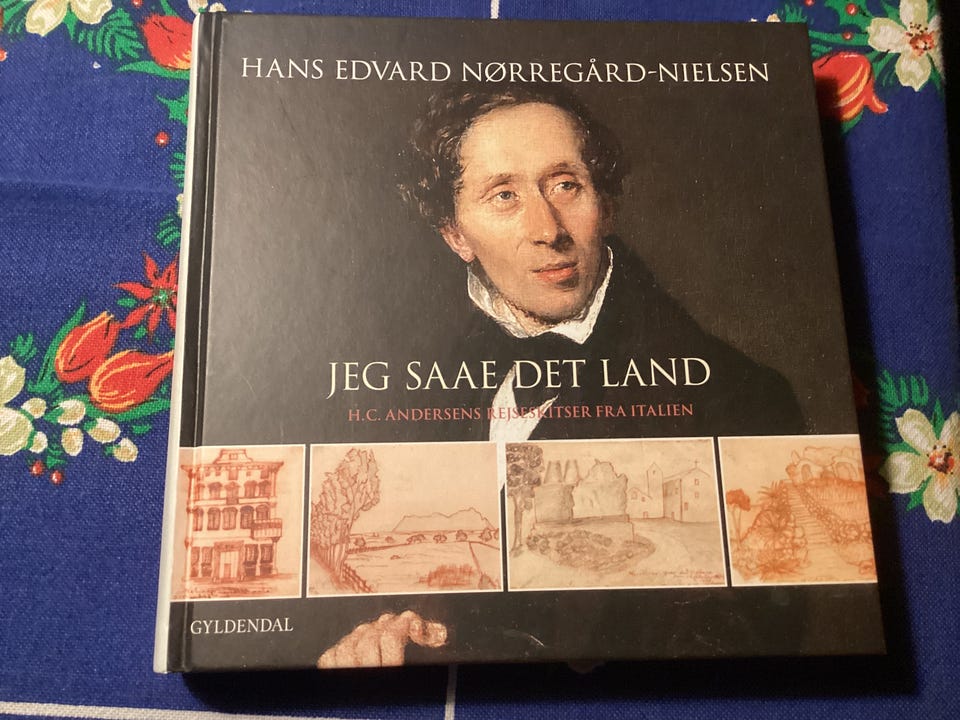 HANS EDVARD NØRREGÅRD-NIELSEN
JEG SAAE DET LAND
H.C. ANDERSENS REJSESKITSER FRA ITALIEN
GYLDENDAL